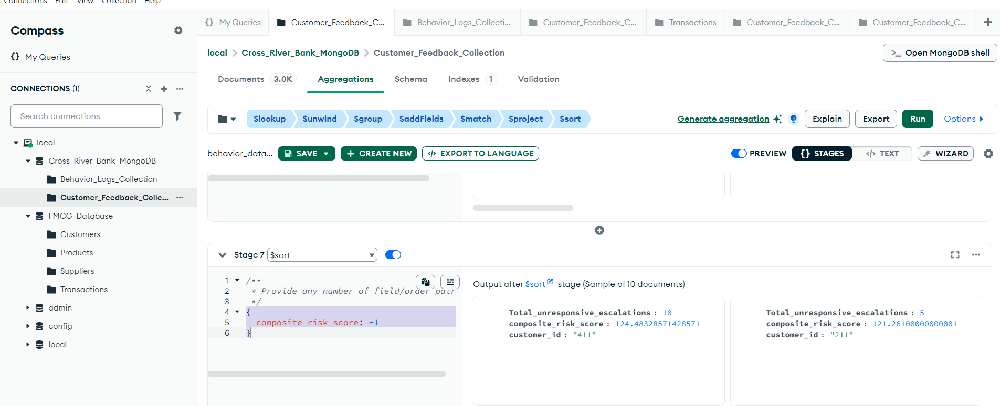 Connections Edit View Collection Help
Compass
My Queries
CONNECTIONS (1)
Search connections
local
Cross_River_Bank_MongoDB
Behavior_Logs_Collection
Customer_Feedback_Colle...
FMCG_Database
Customers
Products
Suppliers
Transactions
admin
config
local
{} My Queries
Customer_Feedback_C...
Behavior_Logs_Collecti...
Customer_Feedback_C...
Transactions
Customer_Feedback_C...
Customer_Feedback_C...
local > Cross_River_Bank_MongoDB > Customer_Feedback_Collection
>_ Open MongoDB shell
Documents 3.0K Aggregations Schema Indexes 1 Validation
$lookup $unwind $group $addFields $match $project $sort
Generate aggregation Explain Export Run Options
behavior_data... SAVE + CREATE NEW </> EXPORT TO LANGUAGE
PREVIEW {} STAGES </> TEXT WIZARD
Stage 7 $sort
1 /**
2 * Provide any number of field/order pair
3 */
4 {
5 composite_risk_score: -1
6 }
Output after $sort stage (Sample of 10 documents)
Total_unresponsive_escalations : 10
composite_risk_score : 124.48328571428571
customer_id : "411"
Total_unresponsive_escalations : 5
composite_risk_score : 121.26100000000001
customer_id : "211"